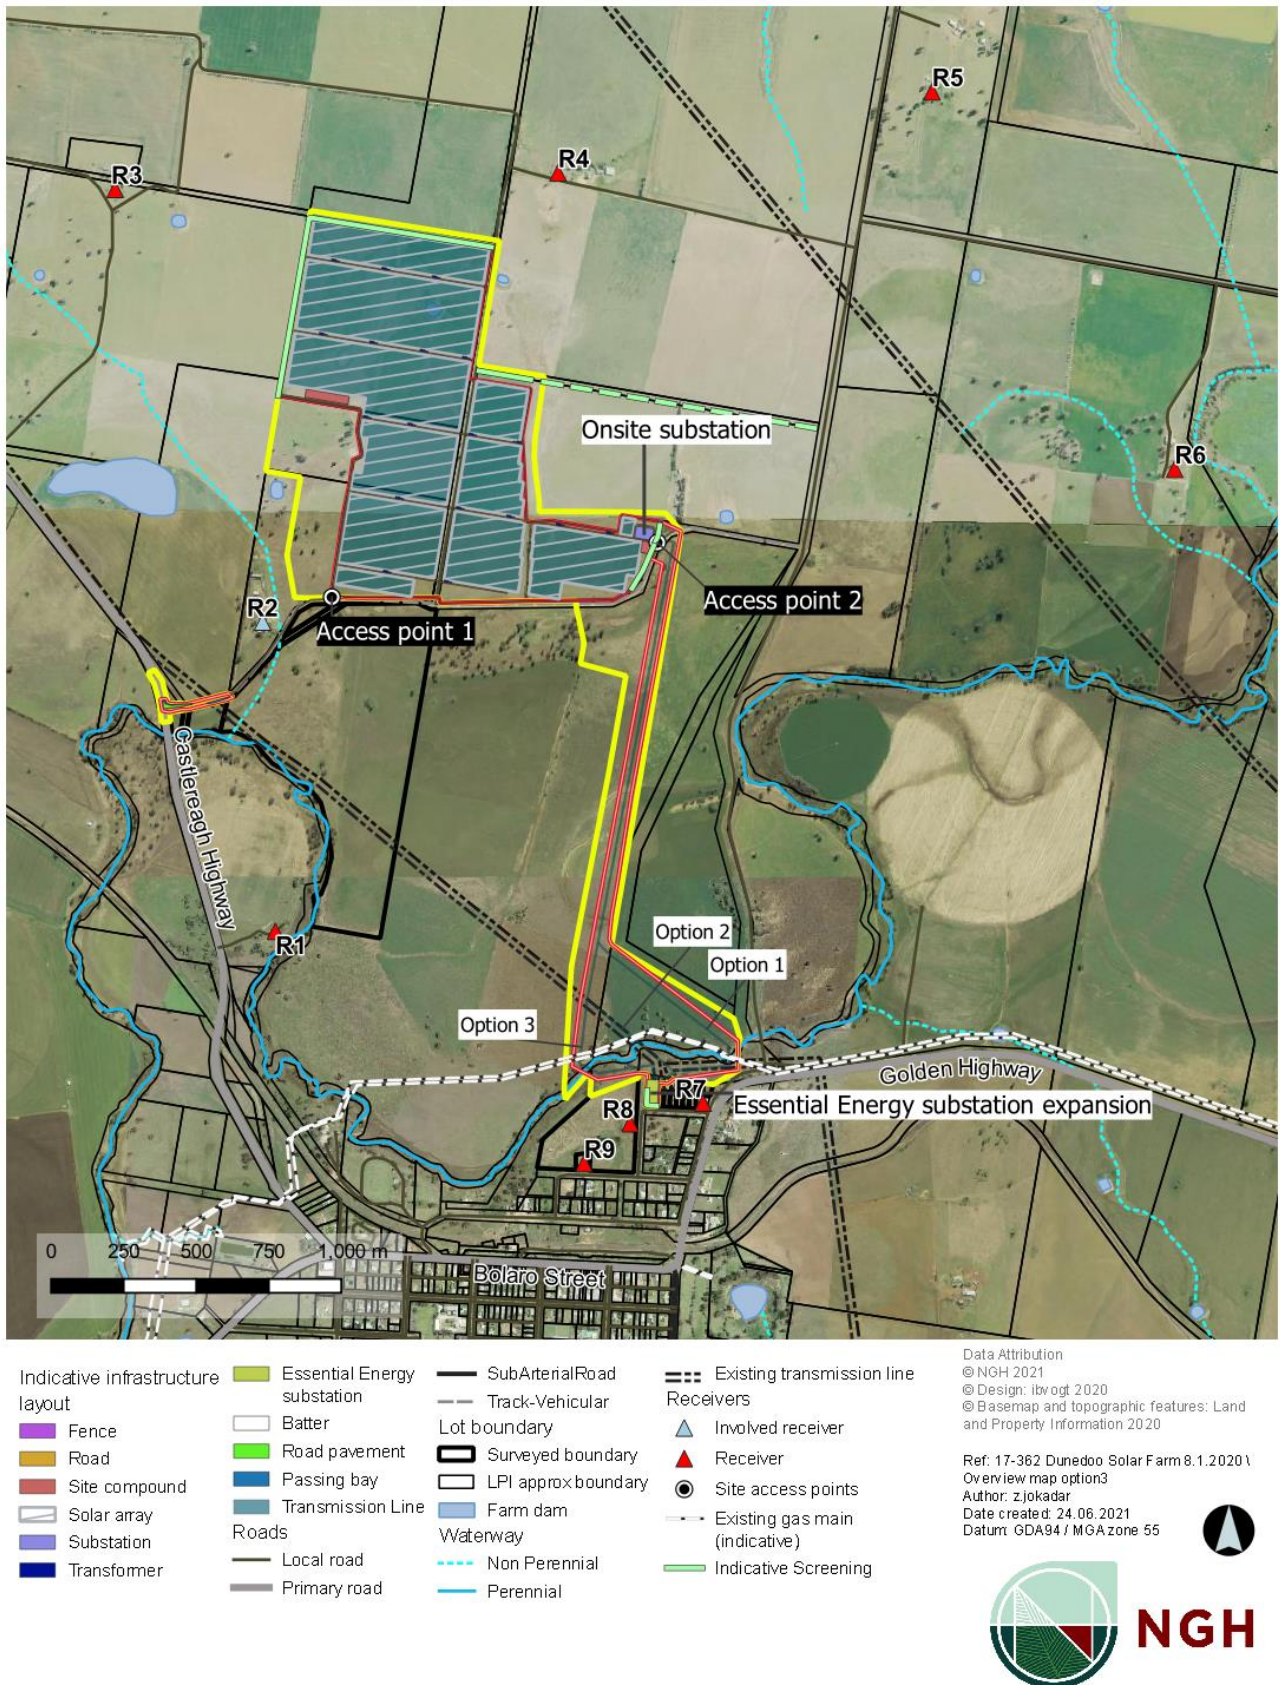 R5
R4
R3
Onsite substation
R6
Access point 2
R2
Access point 1
Castlereagh Highway
Option 2
R1
Option 1
Option 3
Golden Highway
R7
R8
Essential Energy substation expansion
R9
0 250 500 750 1,000 m
Bolaro Street
Indicative infrastructure
layout
Fence
Road
Site compound
Solar array
Substation
Transformer
Essential Energy
substation
Batter
Road pavement
Passing bay
Transmission Line
Roads
Local road
Primary road
SubArterialRoad
Track-Vehicular
Lot boundary
Surveyed boundary
LPI approx boundary
Farm dam
Waterway
Non Perennial
Perennial
Existing transmission line
Receivers
Involved receiver
Receiver
Site access points
Existing gas main
(indicative)
Indicative Screening
Data Attribution
© NGH 2021
© Design: ibvogt 2020
© Basemap and topographic features: Land
and Property Information 2020
Ref: 17-362 Dunedoo Solar Farm 8.1.2020 \
Overview map option3
Author: z.jokadar
Date created: 24.06.2021
Datum: GDA94 / MGA zone 55
NGH